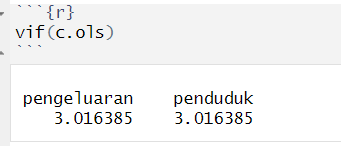 ```{r}
vif(c.ols)
```
pengeluaran penduduk
3.016385 3.016385